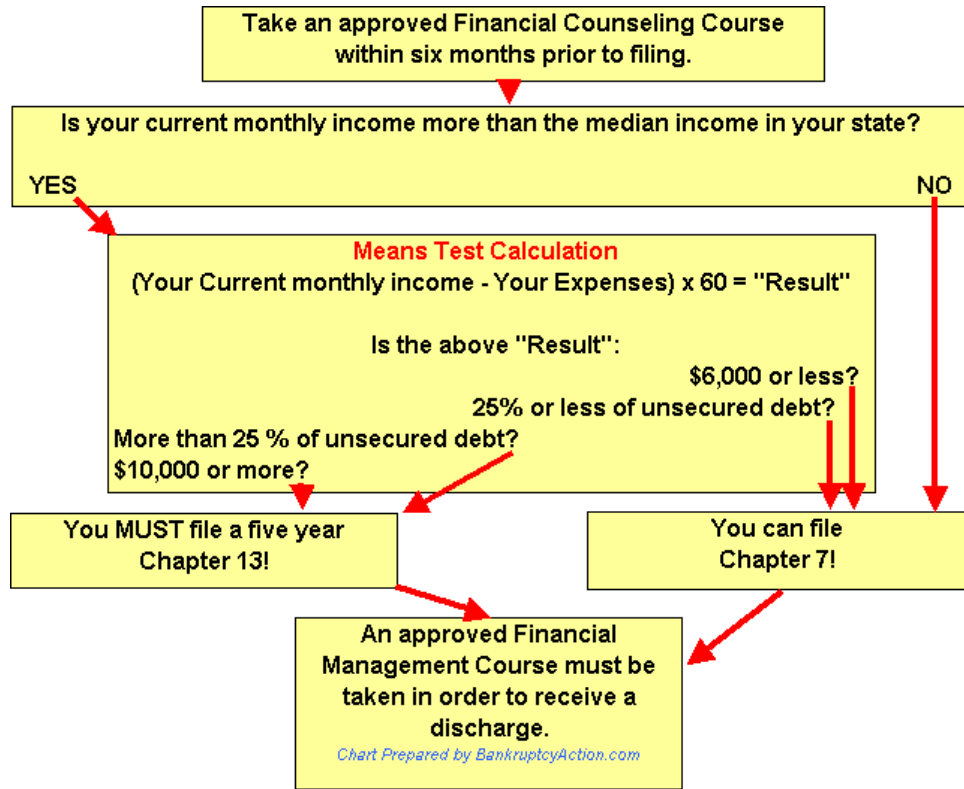 Take an approved Financial Counseling Course
within six months prior to filing.
Is your current monthly income more than the median income in your state?
YES
NO
Means Test Calculation
(Your Current monthly income - Your Expenses) x 60 = "Result"
Is the above "Result":
$6,000 or less?
25% or less of unsecured debt?
More than 25 % of unsecured debt?
$10,000 or more?
You MUST file a five year
Chapter 13!
You can file
Chapter 7!
An approved Financial
Management Course must be
taken in order to receive a
discharge.
Chart Prepared by BankruptcyAction.com